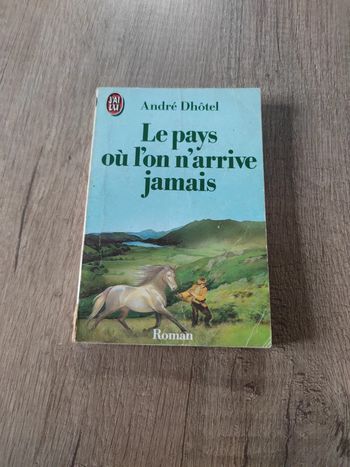 J'AI
LU
André Dhôtel
Le pays
où l'on n'arrive
jamais
Roman